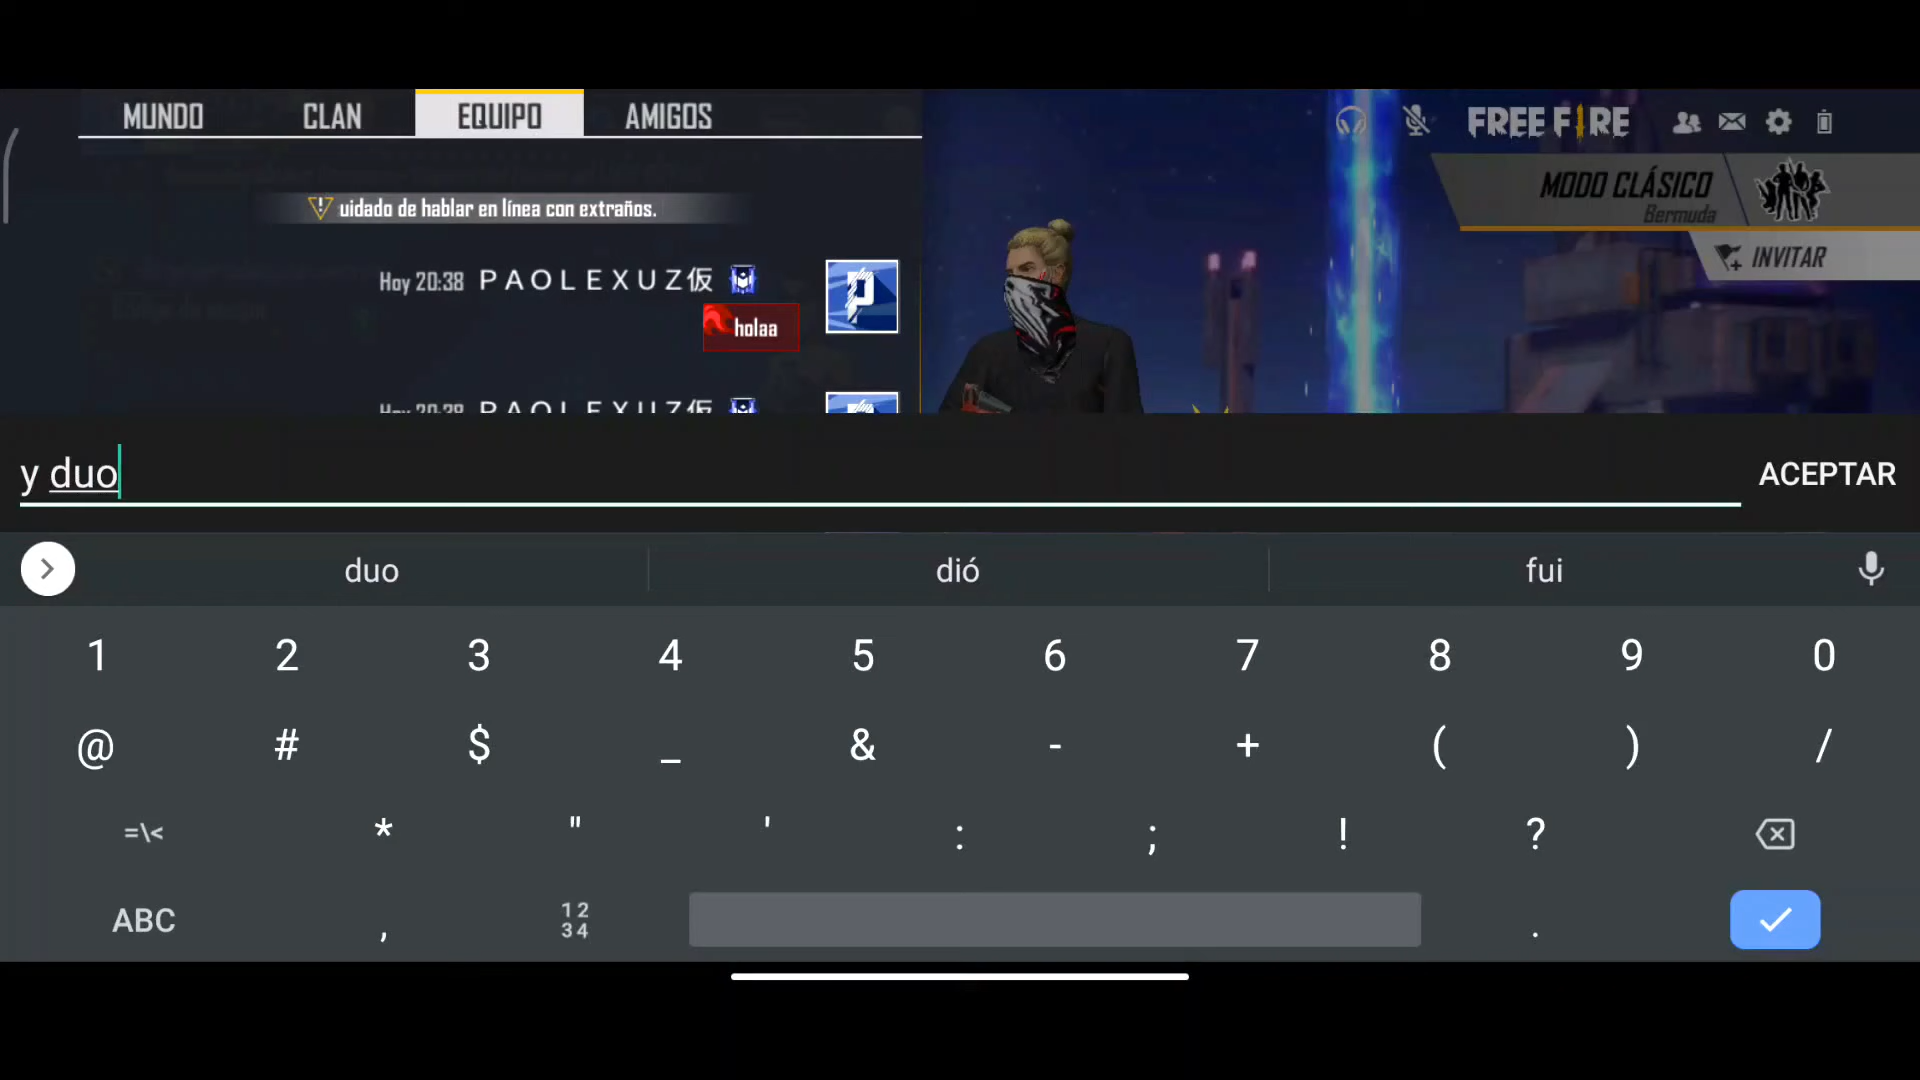 MUNDO CLAN EQUIPO AMIGOS
FREE FIRE
MODO CLÁSICO
Bermuda
INVITAR
uidado de hablar en línea con extraños.
Hoy 20:38 PAOLEXUZ仮
holaa
y duo
ACEPTAR
duo dió fui
1 2 3 4 5 6 7 8 9 0
@ # $ _ & - + ( ) /
=\< * " ' : ; ! ?
ABC , 12 34 .